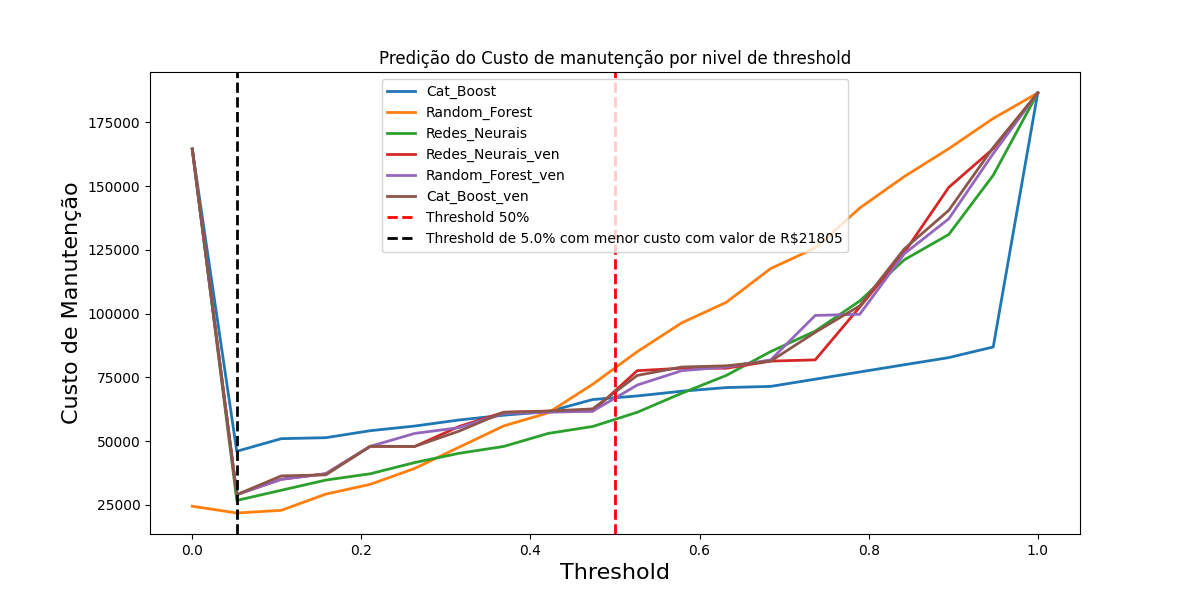 Predição do Custo de manutenção por nivel de threshold
Cat_Boost
Random_Forest
Redes_Neurais
Redes_Neurais_ven
Random_Forest_ven
Cat_Boost_ven
Threshold 50%
Threshold de 5.0% com menor custo com valor de R$21805
Custo de Manutenção
175000
150000
125000
100000
75000
50000
25000
0.0
0.2
0.4
0.6
0.8
1.0
Threshold